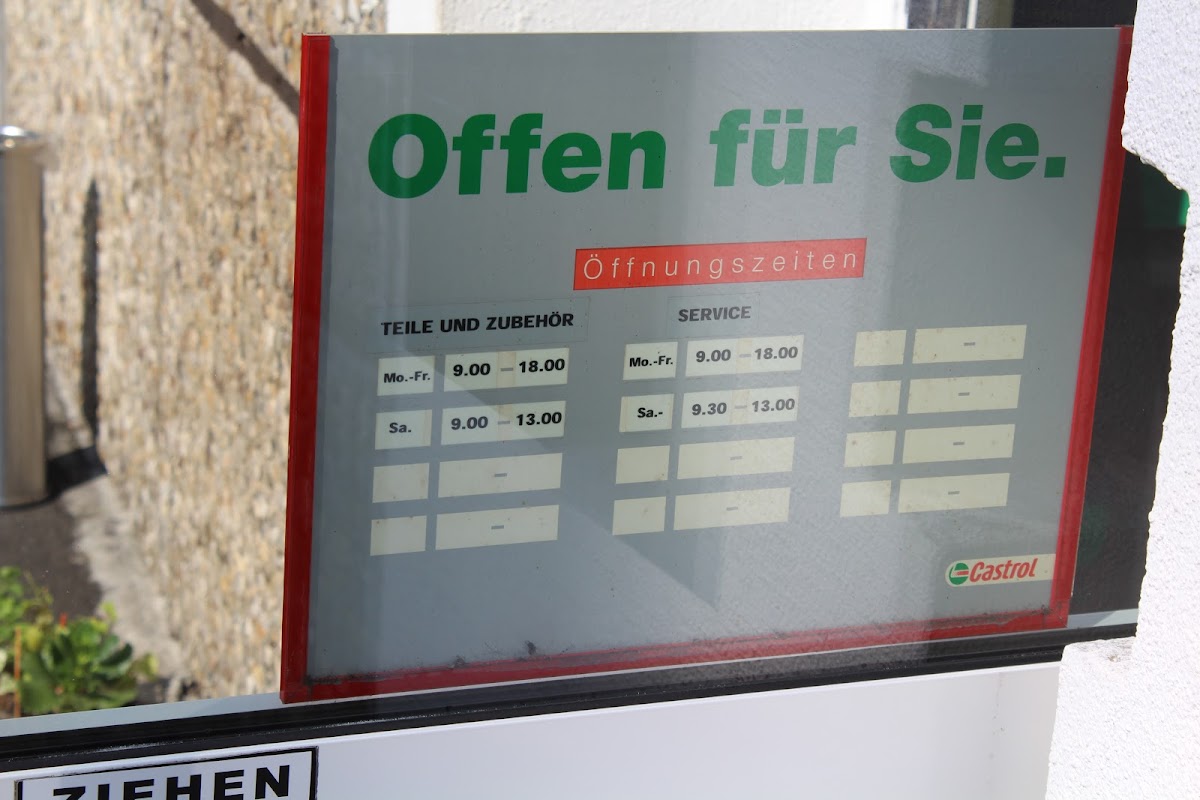 Offen für Sie.
Öffnungszeiten
TEILE UND ZUBEHÖR
Mo.-Fr. 9.00 – 18.00
Sa. 9.00 – 13.00
–
–
SERVICE
Mo.-Fr. 9.00 – 18.00
Sa.- 9.30 – 13.00
–
–
–
–
–
–
Castrol
ZIEHEN